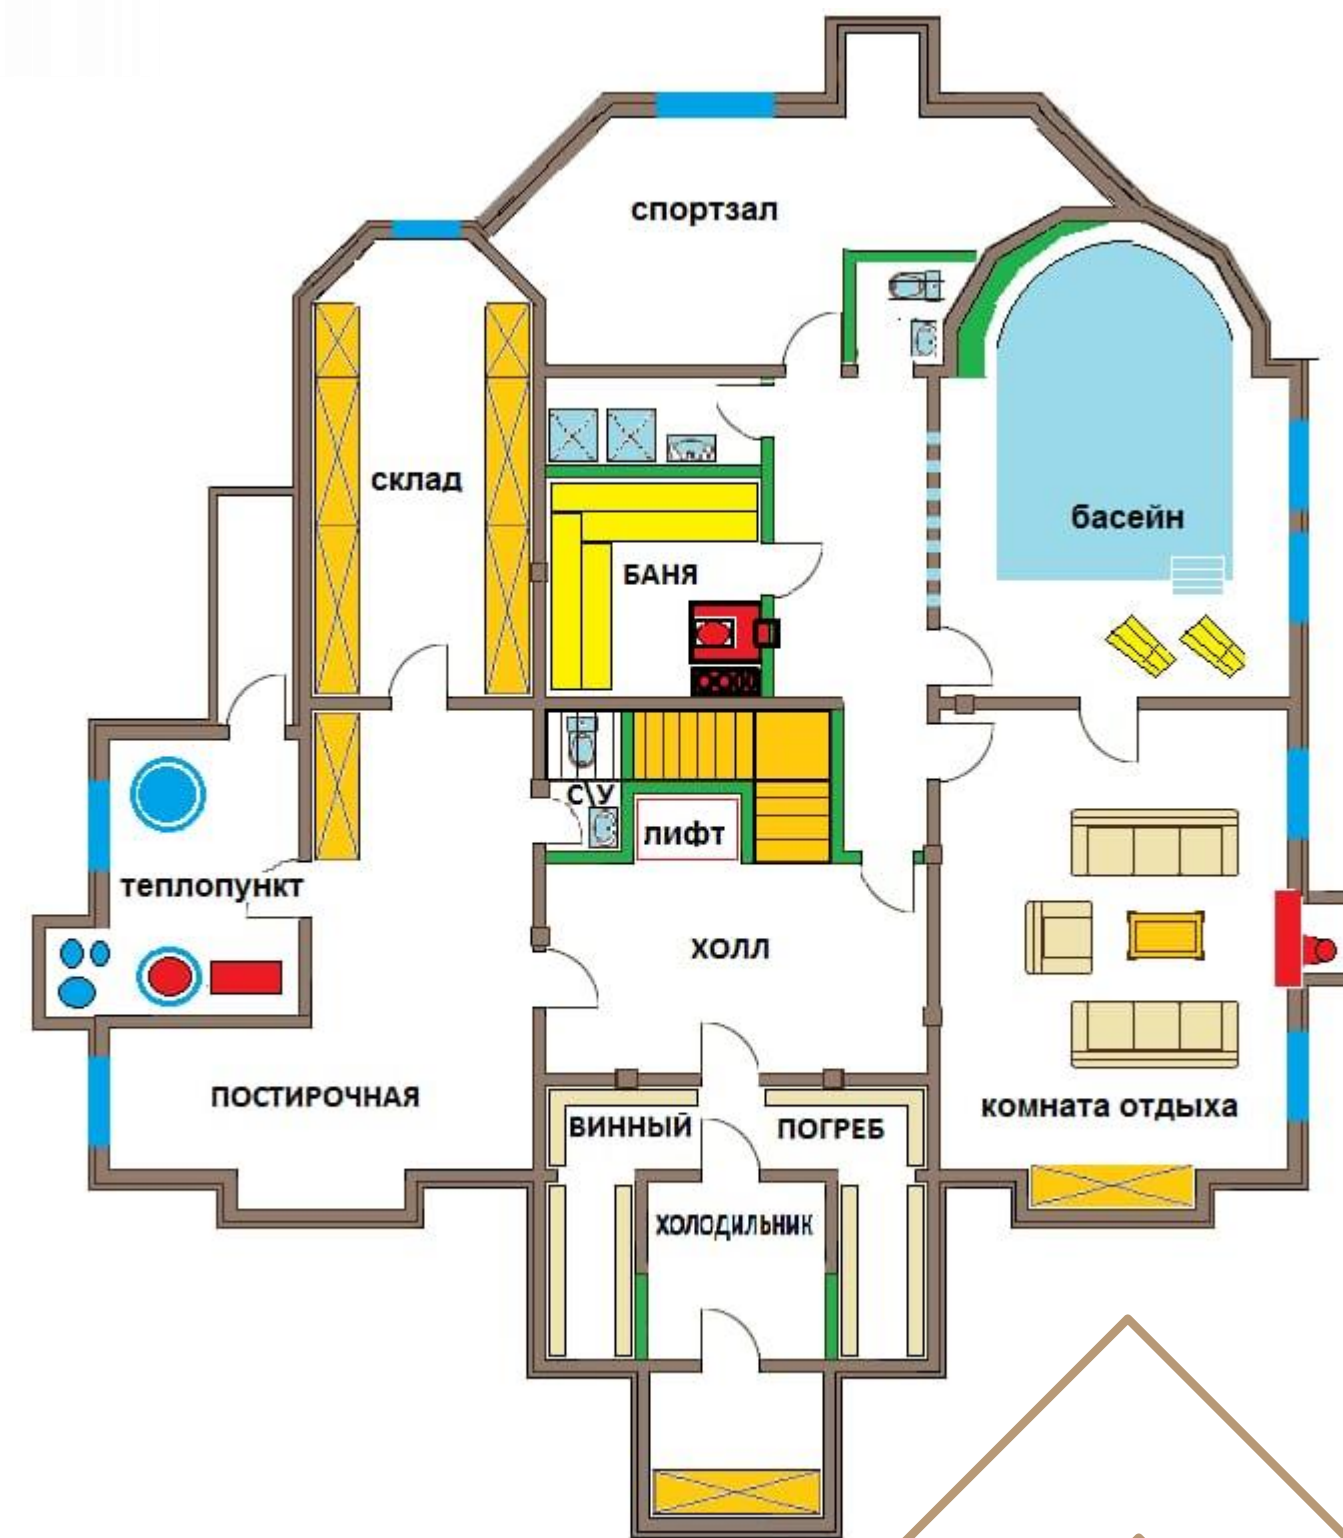 спортзал
склад
басейн
БАНЯ
С\У
лифт
теплопункт
ХОЛЛ
ПОСТИРОЧНАЯ
ВИННЫЙ ПОГРЕБ
комната отдыха
ХОЛОДИЛЬНИК